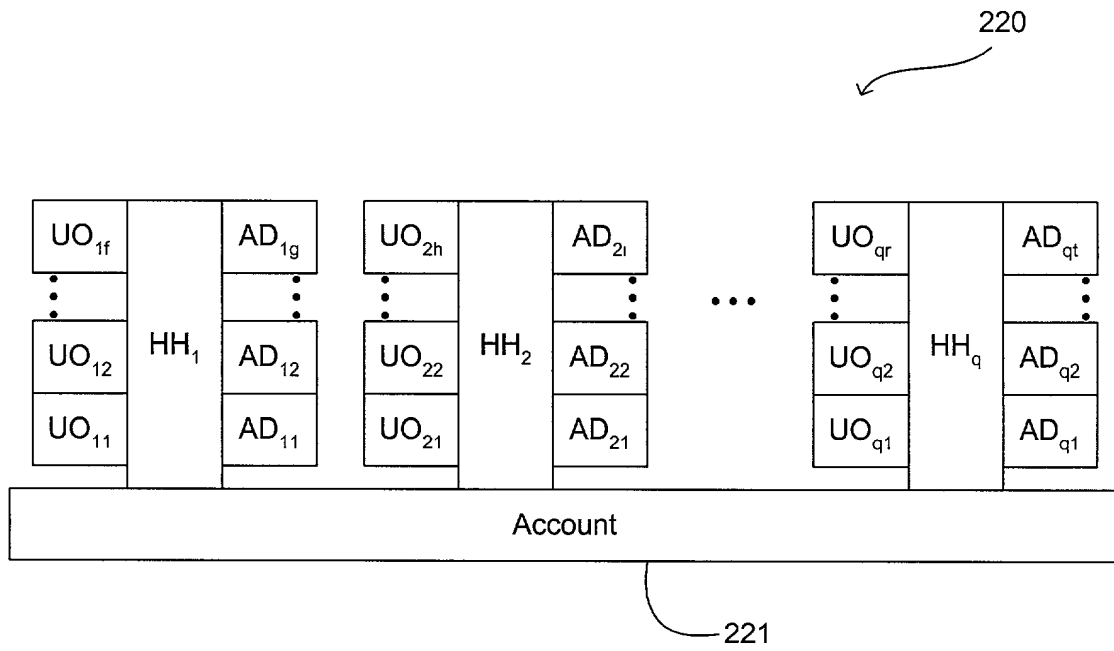 220
UO1f AD1g UO2h AD2i UOqr ADqt
HH1 HH2 HHq
UO12 AD12 UO22 AD22 UOq2 ADq2
UO11 AD11 UO21 AD21 UOq1 ADq1
Account
221